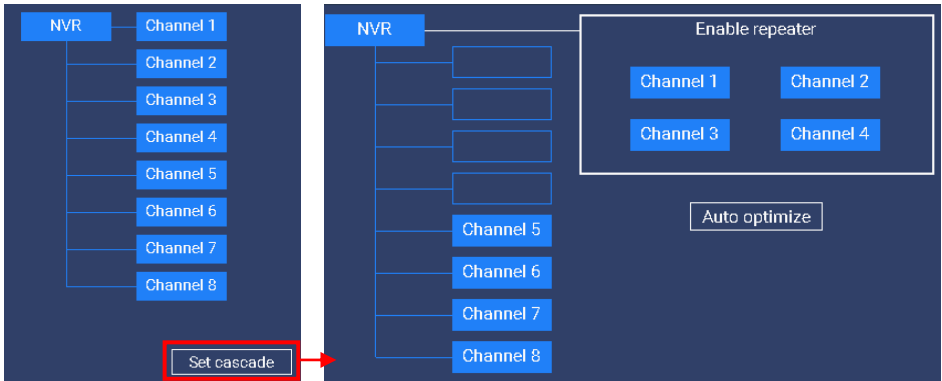 NVR
Channel 1
Channel 2
Channel 3
Channel 4
Channel 5
Channel 6
Channel 7
Channel 8
Set cascade
NVR
Enable repeater
Channel 1
Channel 2
Channel 3
Channel 4
Auto optimize
Channel 5
Channel 6
Channel 7
Channel 8